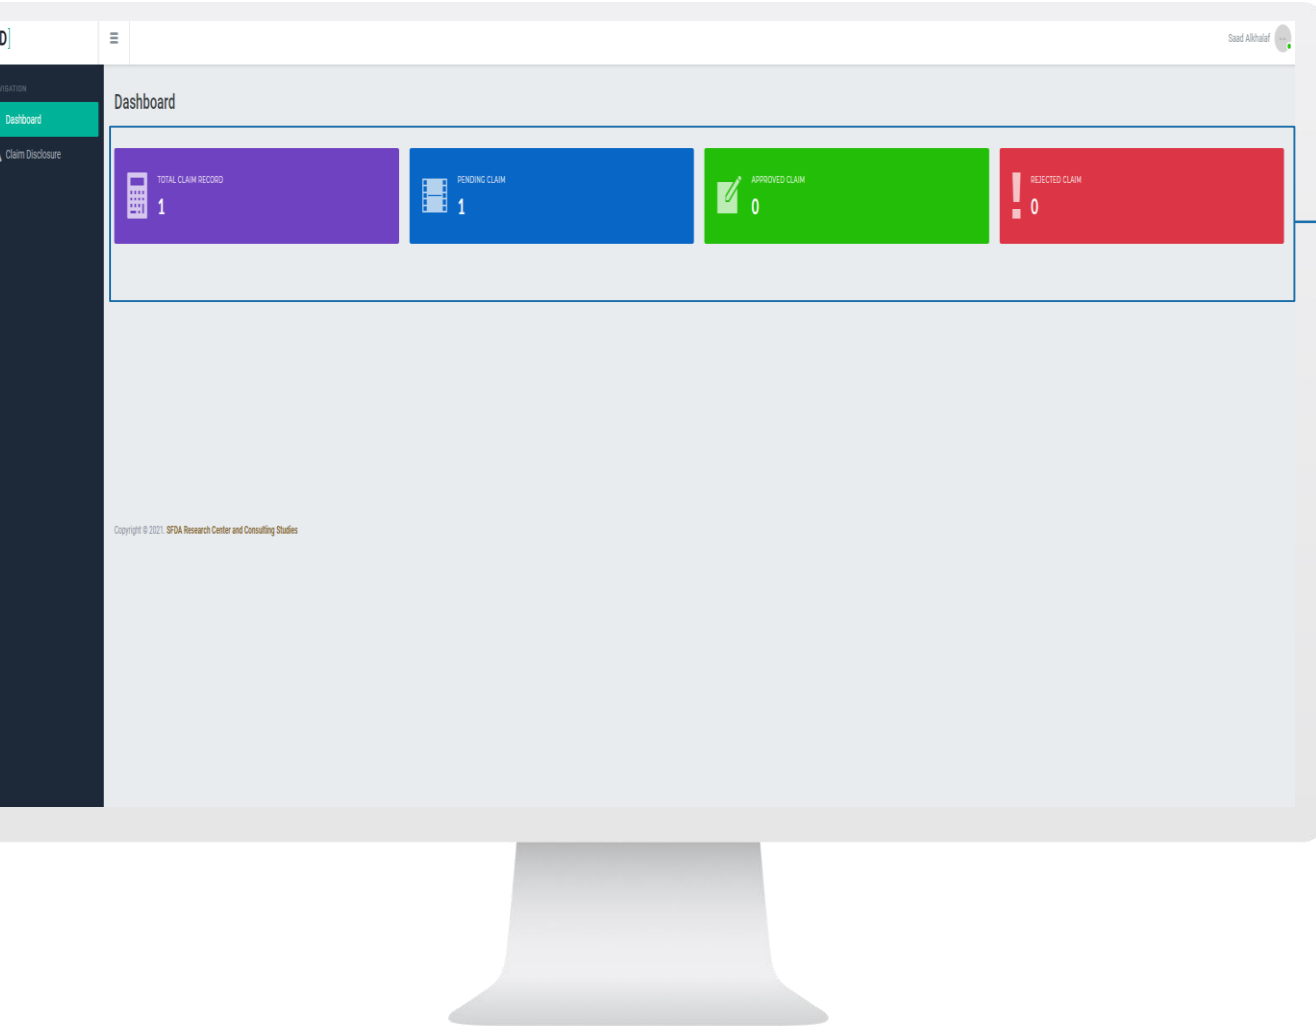 D]
Saad Alkhalaf
Dashboard
Dashboard
Claim Disclosure
TOTAL CLAIM RECORD
1
PENDING CLAIM
1
APPROVED CLAIM
0
REJECTED CLAIM
0
Copyright © 2021. SFDA Research Center and Consulting Studies